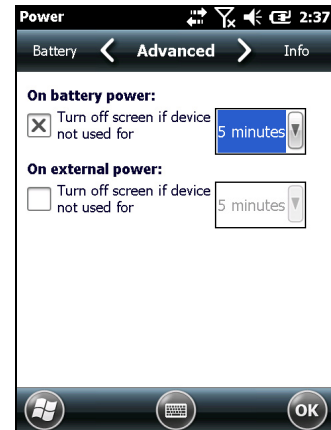 Power 2:37
Battery Advanced Info
On battery power:
Turn off screen if device
not used for
5 minutes
On external power:
Turn off screen if device
not used for
5 minutes
OK